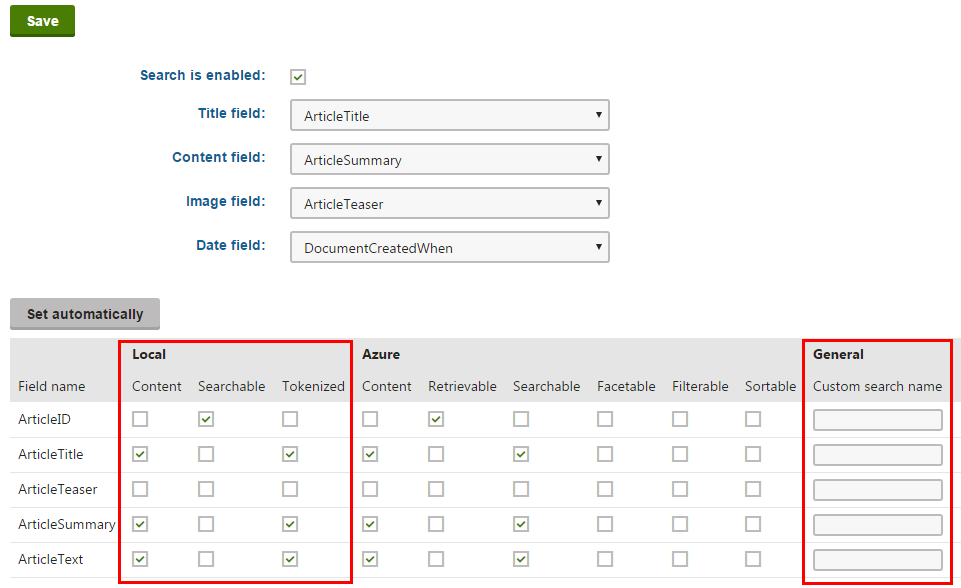 Save
Search is enabled:
Title field: ArticleTitle
Content field: ArticleSummary
Image field: ArticleTeaser
Date field: DocumentCreatedWhen
Set automatically
Local Azure General
Field name Content Searchable Tokenized Content Retrievable Searchable Facetable Filterable Sortable Custom search name
ArticleID
ArticleTitle
ArticleTeaser
ArticleSummary
ArticleText